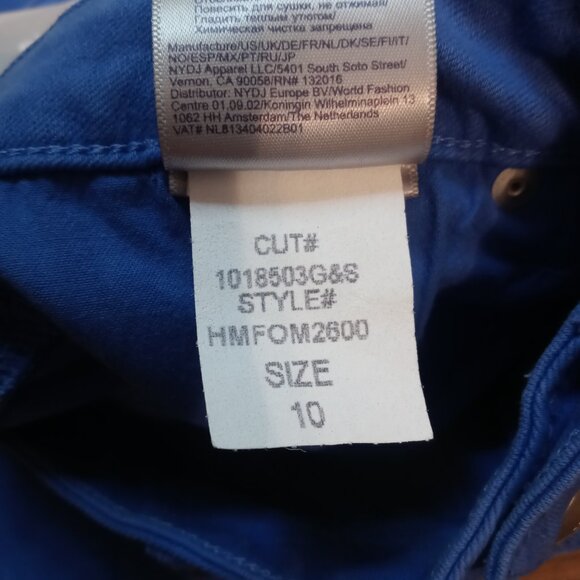 Повесить для сушки, не отжимая/
Гладить теплым утюгом/
Химическая чистка запрещена
Manufacture/US/UK/DE/FR/NL/DK/SE/FI/IT/
NO/ESP/MX/PT/RU/JP
NYDJ Apparel LLC/5401 South Soto Street/
Vernon, CA 90058/RN# 132016
Distributor: NYDJ Europe BV/World Fashion
Centre 01.09.02/Koningin Wilhelminaplein 13
1062 HH Amsterdam/The Netherlands
VAT# NL813404022B01
CUT#
1018503G&S
STYLE#
HMFOM2600
SIZE
10